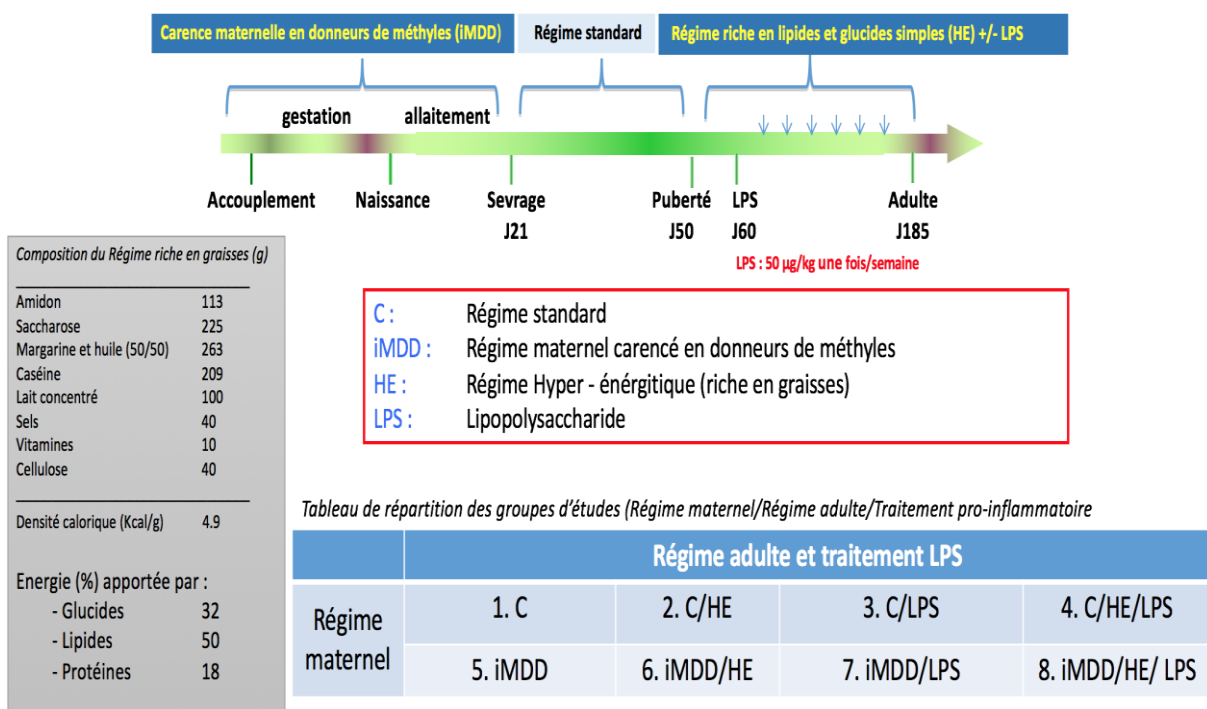 Carence maternelle en donneurs de méthyles (iMDD)
Régime standard
Régime riche en lipides et glucides simples (HE) +/- LPS
gestation
allaitement
Accouplement
Naissance
Sevrage
J21
Puberté
J50
LPS
J60
Adulte
J185
LPS : 50 µg/kg une fois/semaine
Composition du Régime riche en graisses (g)
Amidon 113
Saccharose 225
Margarine et huile (50/50) 263
Caséine 209
Lait concentré 100
Sels 40
Vitamines 10
Cellulose 40
Densité calorique (Kcal/g) 4.9
Energie (%) apportée par :
- Glucides 32
- Lipides 50
- Protéines 18
C : Régime standard
iMDD : Régime maternel carencé en donneurs de méthyles
HE : Régime Hyper - énérgitique (riche en graisses)
LPS : Lipopolysaccharide
Tableau de répartition des groupes d'études (Régime maternel/Régime adulte/Traitement pro-inflammatoire
Régime adulte et traitement LPS
Régime maternel
1. C 2. C/HE 3. C/LPS 4. C/HE/LPS
5. iMDD 6. iMDD/HE 7. iMDD/LPS 8. iMDD/HE/ LPS